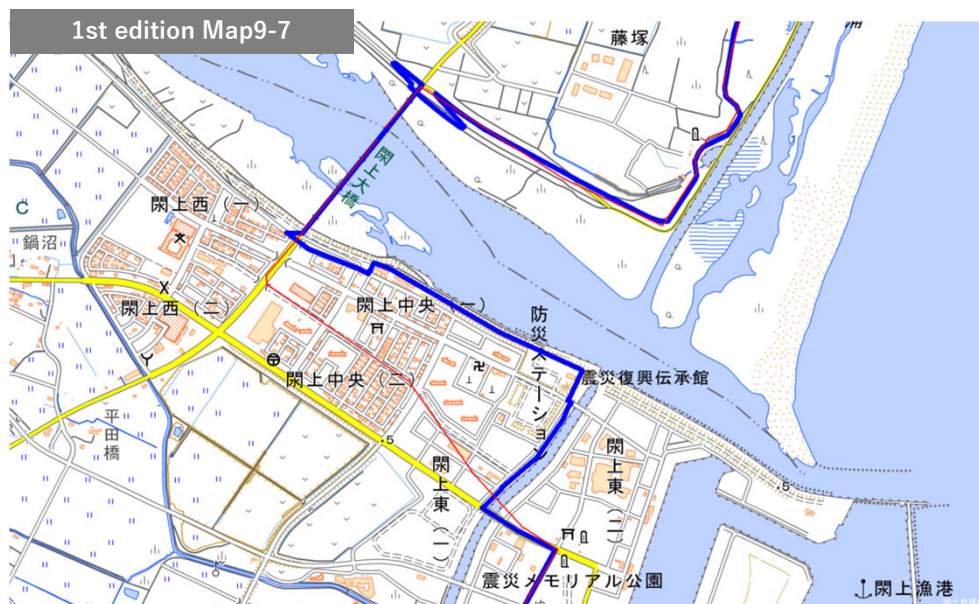 1st edition Map9-7
藤塚
閖上大橋
閖上西(一)
C
鍋沼
閖上西(二)
閖上中央(一)
防災ステーション
震災復興伝承館
閖上中央(二)
平田橋
.5
閖上東(一)
閖上東(二)
.5
震災メモリアル公園
閖上漁港